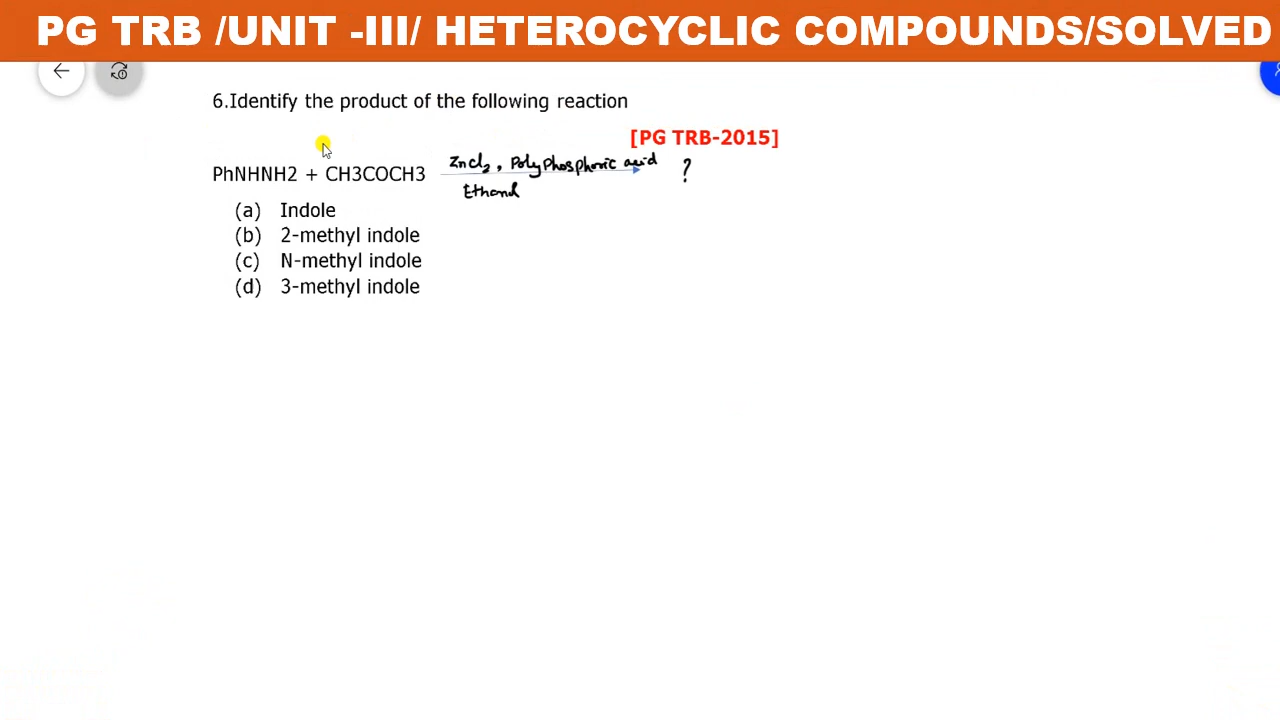 PG TRB /UNIT -III/ HETEROCYCLIC COMPOUNDS/SOLVED
6.Identify the product of the following reaction
[PG TRB-2015]
PhNHNH2 + CH3COCH3 ZnCl2, Polyphosphoric acid ?
Ethanol
(a) Indole
(b) 2-methyl indole
(c) N-methyl indole
(d) 3-methyl indole